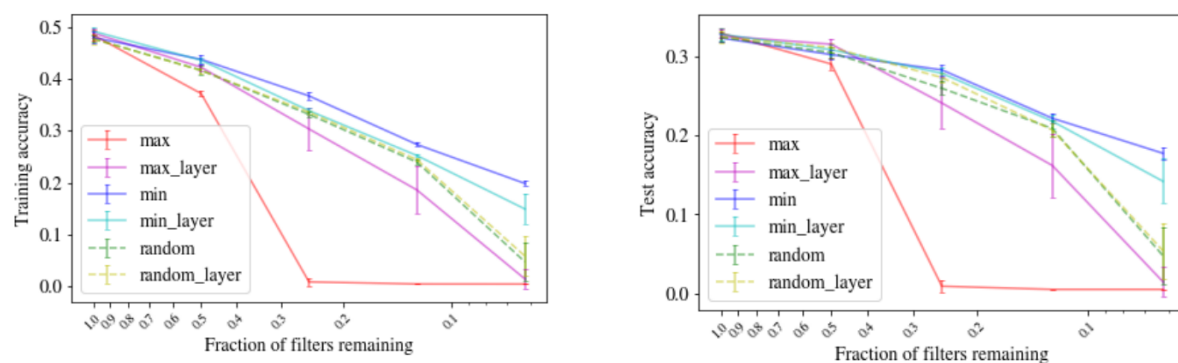 0.5
0.4
0.3
0.2
0.1
0.0
Training accuracy
max
max_layer
min
min_layer
random
random_layer
1.0 0.9 0.8 0.7 0.6 0.5 0.4 0.3 0.2 0.1
Fraction of filters remaining
0.3
0.2
0.1
0.0
Test accuracy
max
max_layer
min
min_layer
random
random_layer
1.0 0.9 0.8 0.7 0.6 0.5 0.4 0.3 0.2 0.1
Fraction of filters remaining